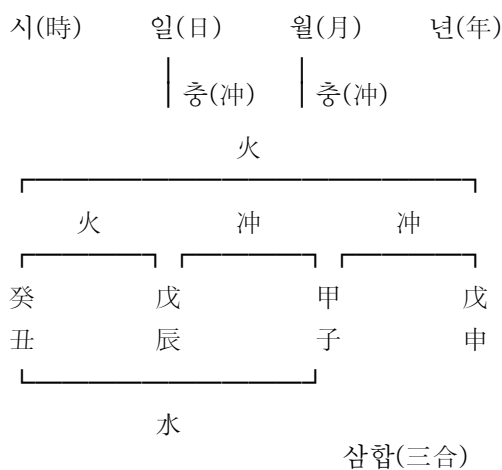 시(時) 일(日) 월(月) 년(年)
충(冲) 충(冲)
火
火 冲 冲
癸 戊 甲 戊
丑 辰 子 申
水
삼합(三合)